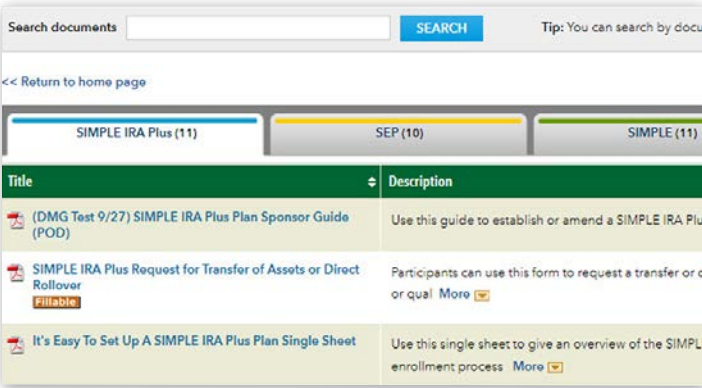 Search documents
SEARCH
Tip: You can search by docu
<< Return to home page
SIMPLE IRA Plus (11)
SEP (10)
SIMPLE (11)
Title
Description
(DMG Test 9/27) SIMPLE IRA Plus Plan Sponsor Guide
(POD)
Use this guide to establish or amend a SIMPLE IRA Plu
SIMPLE IRA Plus Request for Transfer of Assets or Direct
Rollover
Fillable
Participants can use this form to request a transfer or
or qual More
It's Easy To Set Up A SIMPLE IRA Plus Plan Single Sheet
Use this single sheet to give an overview of the SIMPL
enrollment process More